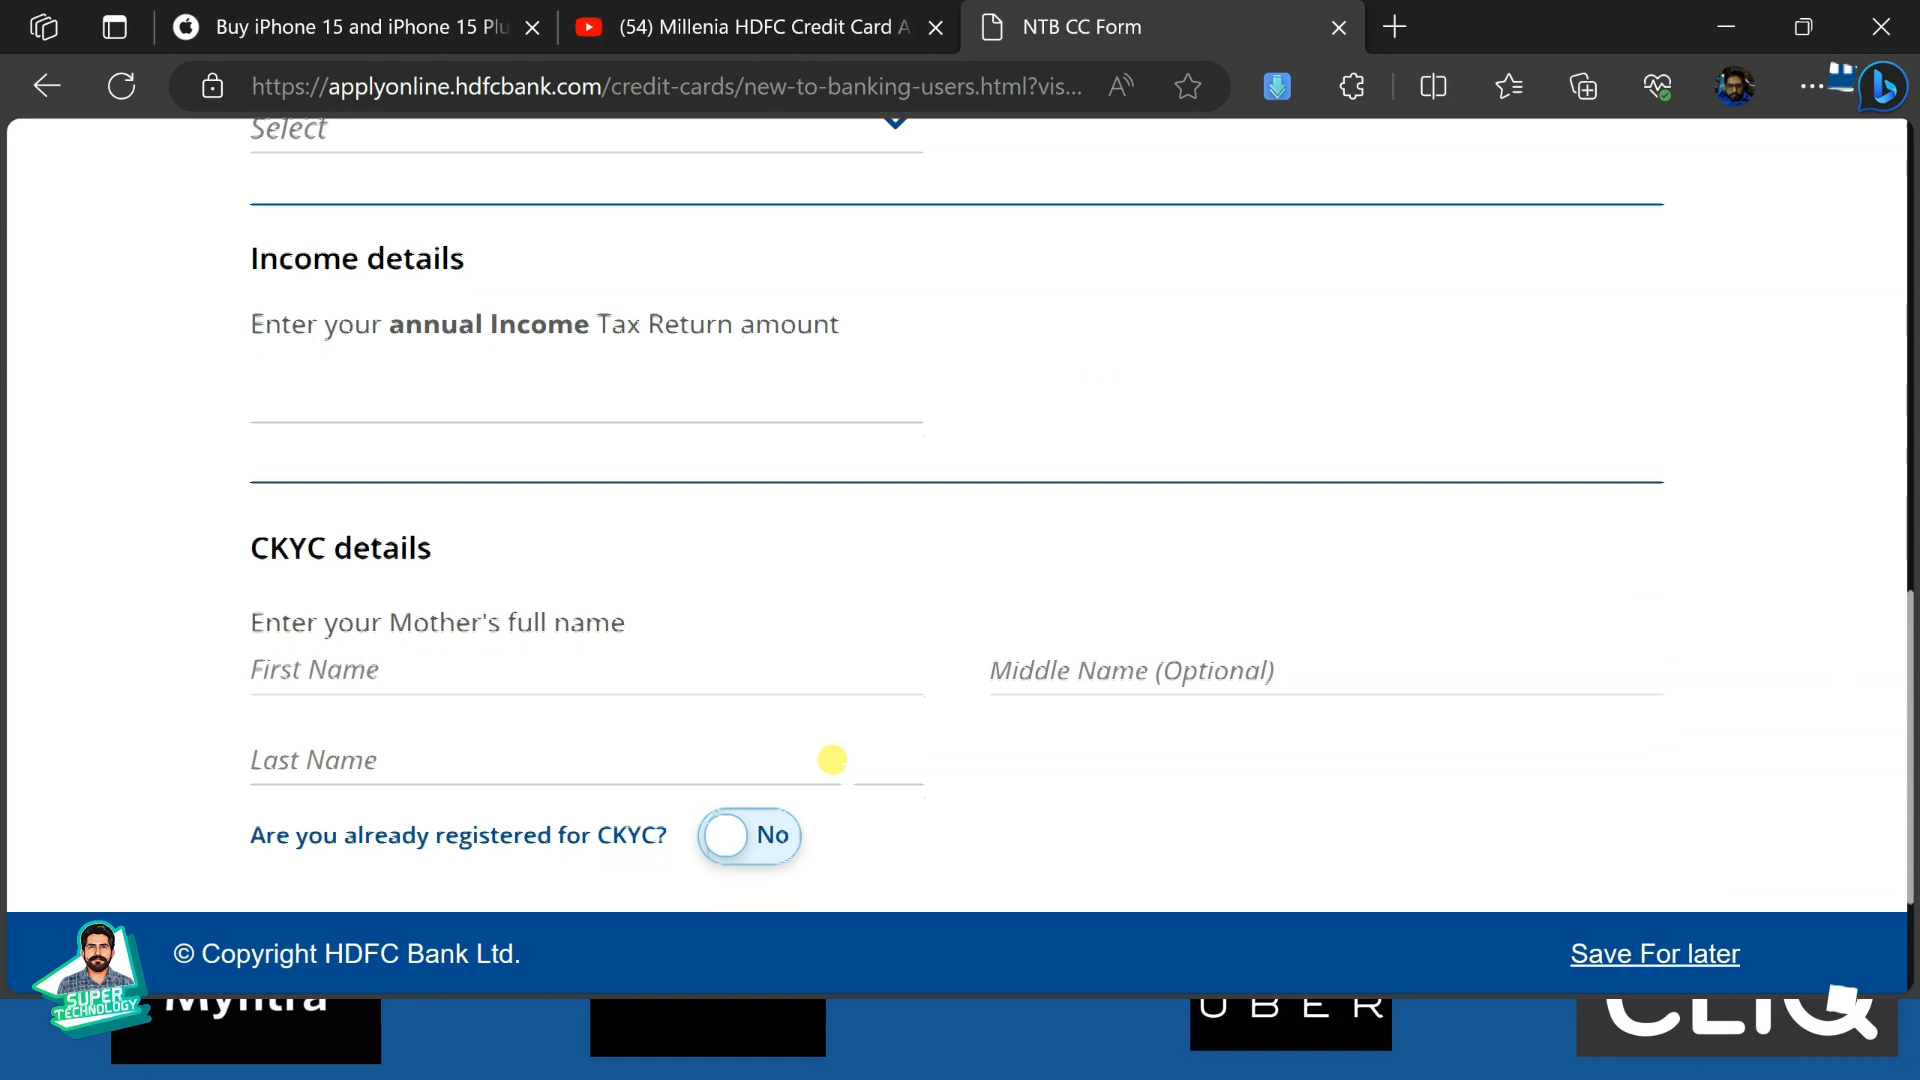 Buy iPhone 15 and iPhone 15 Plu
(54) Millenia HDFC Credit Card A
NTB CC Form
https://applyonline.hdfcbank.com/credit-cards/new-to-banking-users.html?vis...
Select
Income details
Enter your annual Income Tax Return amount
CKYC details
Enter your Mother's full name
First Name
Middle Name (Optional)
Last Name
Are you already registered for CKYC?
No
© Copyright HDFC Bank Ltd.
Save For later
SUPER
TECHNOLOGY
Myntra
UBER
CLiQ